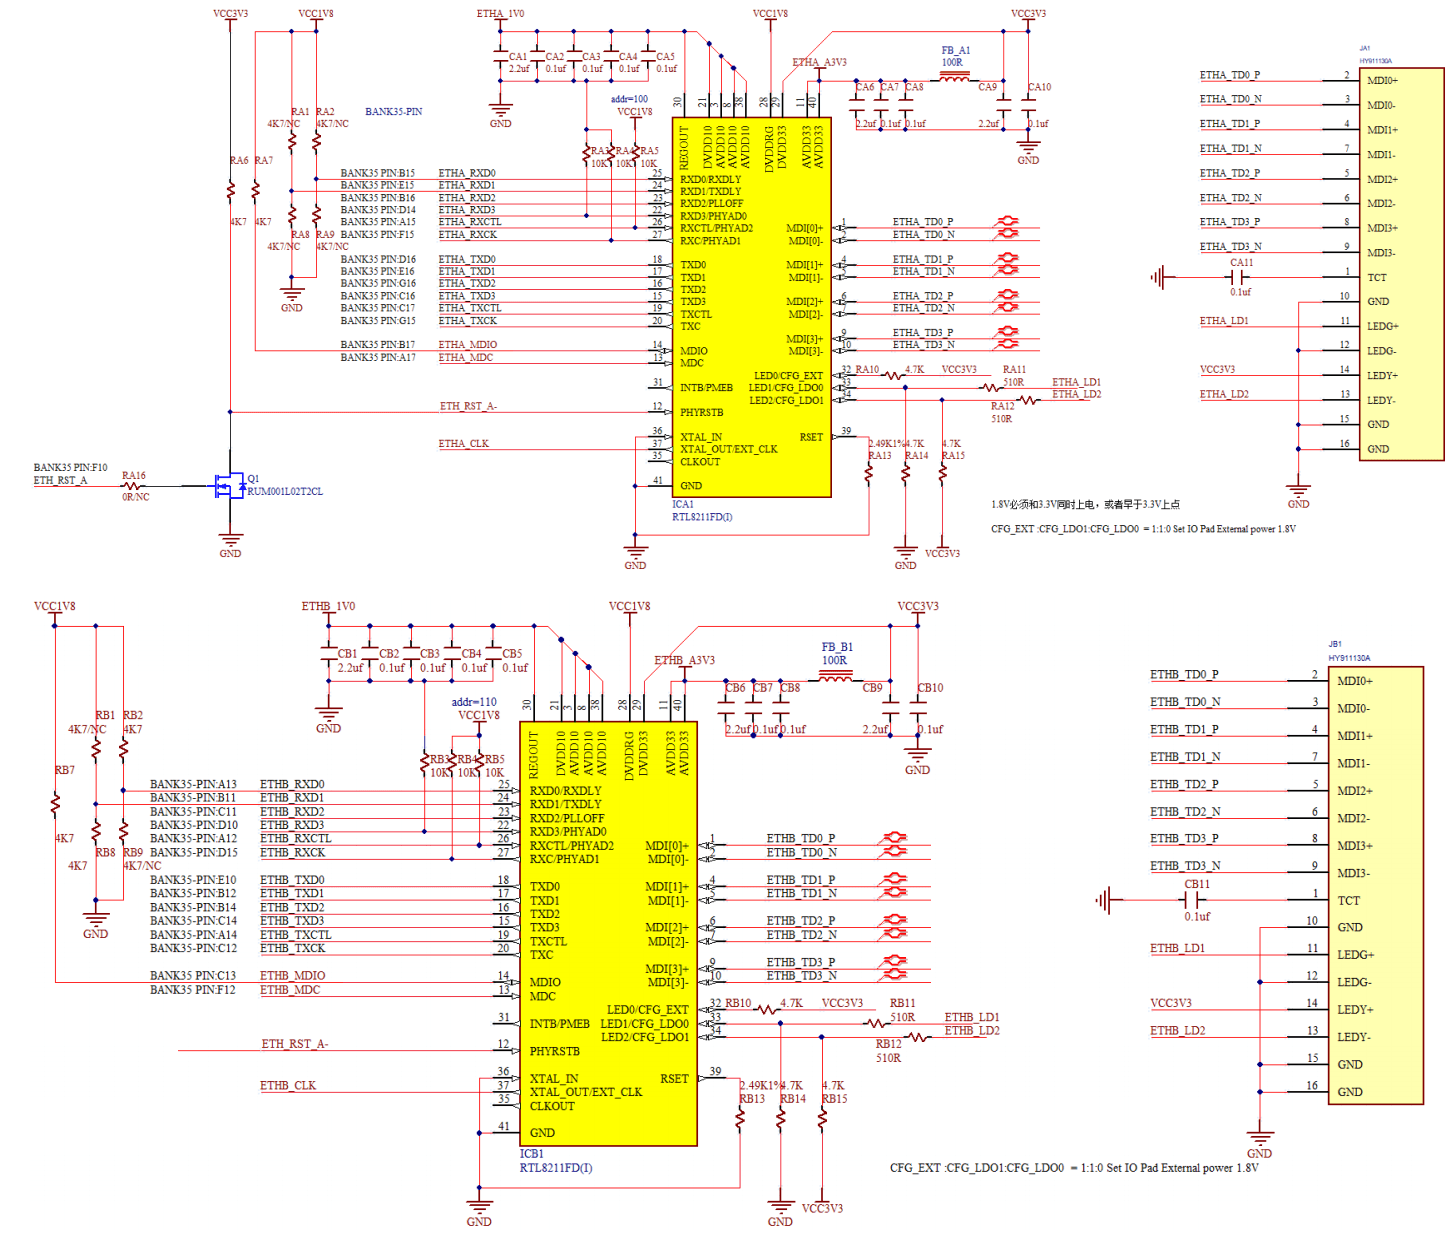 VCC3V3
VCC1V8
ETHA_1V0
VCC1V8
VCC3V3
CA1
2.2uf
CA2
0.1uf
CA3
0.1uf
CA4
0.1uf
CA5
0.1uf
GND
addr=100
VCC1V8
ETHA_A3V3
FB_A1
100R
CA6
2.2uf
CA7
0.1uf
CA8
0.1uf
CA9
2.2uf
CA10
0.1uf
GND
RA1
4K7/NC
RA2
4K7/NC
BANK35-PIN
RA6
4K7
RA7
4K7
RA8
4K7/NC
RA9
4K7/NC
GND
RA3
10K
RA4
10K
RA5
10K
30 21 3 8 38 28 29 11 40
REGOUT
DVDD10
AVDD10
AVDD10
AVDD10
DVDDRG
DVDD33
AVDD33
AVDD33
BANK35 PIN:B15 ETHA_RXD0 25 RXD0/RXDLY
BANK35 PIN:E15 ETHA_RXD1 24 RXD1/TXDLY
BANK35 PIN:B16 ETHA_RXD2 23 RXD2/PLLOFF
BANK35 PIN:D14 ETHA_RXD3 22 RXD3/PHYAD0
BANK35 PIN:A15 ETHA_RXCTL 26 RXCTL/PHYAD2
BANK35 PIN:F15 ETHA_RXCK 27 RXC/PHYAD1
BANK35 PIN:D16 ETHA_TXD0 18 TXD0
BANK35 PIN:E16 ETHA_TXD1 17 TXD1
BANK35 PIN:G16 ETHA_TXD2 16 TXD2
BANK35 PIN:C16 ETHA_TXD3 15 TXD3
BANK35 PIN:C17 ETHA_TXCTL 19 TXCTL
BANK35 PIN:G15 ETHA_TXCK 20 TXC
BANK35 PIN:B17 ETHA_MDIO 14 MDIO
BANK35 PIN:A17 ETHA_MDC 13 MDC
31 INTB/PMEB
ETH_RST_A- 12 PHYRSTB
36 XTAL_IN
ETHA_CLK 37 XTAL_OUT/EXT_CLK
35 CLKOUT
41 GND
MDI[0]+ 1 ETHA_TD0_P
MDI[0]- 2 ETHA_TD0_N
MDI[1]+ 4 ETHA_TD1_P
MDI[1]- 5 ETHA_TD1_N
MDI[2]+ 6 ETHA_TD2_P
MDI[2]- 7 ETHA_TD2_N
MDI[3]+ 9 ETHA_TD3_P
MDI[3]- 10 ETHA_TD3_N
LED0/CFG_EXT 32 RA10 4.7K VCC3V3
LED1/CFG_LDO0 33 RA11 510R ETHA_LD1
LED2/CFG_LDO1 34 RA12 510R ETHA_LD2
RSET 39
2.49K1%
RA13
4.7K
RA14
4.7K
RA15
GND
GND
VCC3V3
ICA1
RTL8211FD(I)
BANK35 PIN:F10
ETH_RST_A
RA16
0R/NC
Q1
RUM001L02T2CL
GND
1.8V必须和3.3V同时上电，或者早于3.3V上点
CFG_EXT :CFG_LDO1:CFG_LDO0 = 1:1:0 Set IO Pad External power 1.8V
JA1
HY911130A
ETHA_TD0_P 2 MDI0+
ETHA_TD0_N 3 MDI0-
ETHA_TD1_P 4 MDI1+
ETHA_TD1_N 7 MDI1-
ETHA_TD2_P 5 MDI2+
ETHA_TD2_N 6 MDI2-
ETHA_TD3_P 8 MDI3+
ETHA_TD3_N 9 MDI3-
CA11
0.1uf
1 TCT
10 GND
ETHA_LD1 11 LEDG+
12 LEDG-
VCC3V3 14 LEDY+
ETHA_LD2 13 LEDY-
15 GND
16 GND
GND
VCC1V8
ETHB_1V0
VCC1V8
VCC3V3
CB1
2.2uf
CB2
0.1uf
CB3
0.1uf
CB4
0.1uf
CB5
0.1uf
GND
addr=110
VCC1V8
ETHB_A3V3
FB_B1
100R
CB6
2.2uf
CB7
0.1uf
CB8
0.1uf
CB9
2.2uf
CB10
0.1uf
GND
RB1
4K7/NC
RB2
4K7
RB7
4K7
RB8
4K7
RB9
4K7/NC
GND
RB3
10K
RB4
10K
RB5
10K
30 21 3 8 38 28 29 11 40
REGOUT
DVDD10
AVDD10
AVDD10
AVDD10
DVDDRG
DVDD33
AVDD33
AVDD33
BANK35-PIN:A13 ETHB_RXD0 25 RXD0/RXDLY
BANK35-PIN:B11 ETHB_RXD1 24 RXD1/TXDLY
BANK35-PIN:C11 ETHB_RXD2 23 RXD2/PLLOFF
BANK35-PIN:D10 ETHB_RXD3 22 RXD3/PHYAD0
BANK35-PIN:A12 ETHB_RXCTL 26 RXCTL/PHYAD2
BANK35-PIN:D15 ETHB_RXCK 27 RXC/PHYAD1
BANK35-PIN:E10 ETHB_TXD0 18 TXD0
BANK35-PIN:B12 ETHB_TXD1 17 TXD1
BANK35-PIN:B14 ETHB_TXD2 16 TXD2
BANK35-PIN:C14 ETHB_TXD3 15 TXD3
BANK35-PIN:A14 ETHB_TXCTL 19 TXCTL
BANK35-PIN:C12 ETHB_TXCK 20 TXC
BANK35 PIN:C13 ETHB_MDIO 14 MDIO
BANK35 PIN:F12 ETHB_MDC 13 MDC
31 INTB/PMEB
ETH_RST_A- 12 PHYRSTB
36 XTAL_IN
ETHB_CLK 37 XTAL_OUT/EXT_CLK
35 CLKOUT
41 GND
MDI[0]+ 1 ETHB_TD0_P
MDI[0]- 2 ETHB_TD0_N
MDI[1]+ 4 ETHB_TD1_P
MDI[1]- 5 ETHB_TD1_N
MDI[2]+ 6 ETHB_TD2_P
MDI[2]- 7 ETHB_TD2_N
MDI[3]+ 9 ETHB_TD3_P
MDI[3]- 10 ETHB_TD3_N
LED0/CFG_EXT 32 RB10 4.7K VCC3V3
LED1/CFG_LDO0 33 RB11 510R ETHB_LD1
LED2/CFG_LDO1 34 RB12 510R ETHB_LD2
RSET 39
2.49K1%
RB13
4.7K
RB14
4.7K
RB15
GND
GND
VCC3V3
ICB1
RTL8211FD(I)
CFG_EXT :CFG_LDO1:CFG_LDO0 = 1:1:0 Set IO Pad External power 1.8V
JB1
HY911130A
ETHB_TD0_P 2 MDI0+
ETHB_TD0_N 3 MDI0-
ETHB_TD1_P 4 MDI1+
ETHB_TD1_N 7 MDI1-
ETHB_TD2_P 5 MDI2+
ETHB_TD2_N 6 MDI2-
ETHB_TD3_P 8 MDI3+
ETHB_TD3_N 9 MDI3-
CB11
0.1uf
1 TCT
10 GND
ETHB_LD1 11 LEDG+
12 LEDG-
VCC3V3 14 LEDY+
ETHB_LD2 13 LEDY-
15 GND
16 GND
GND